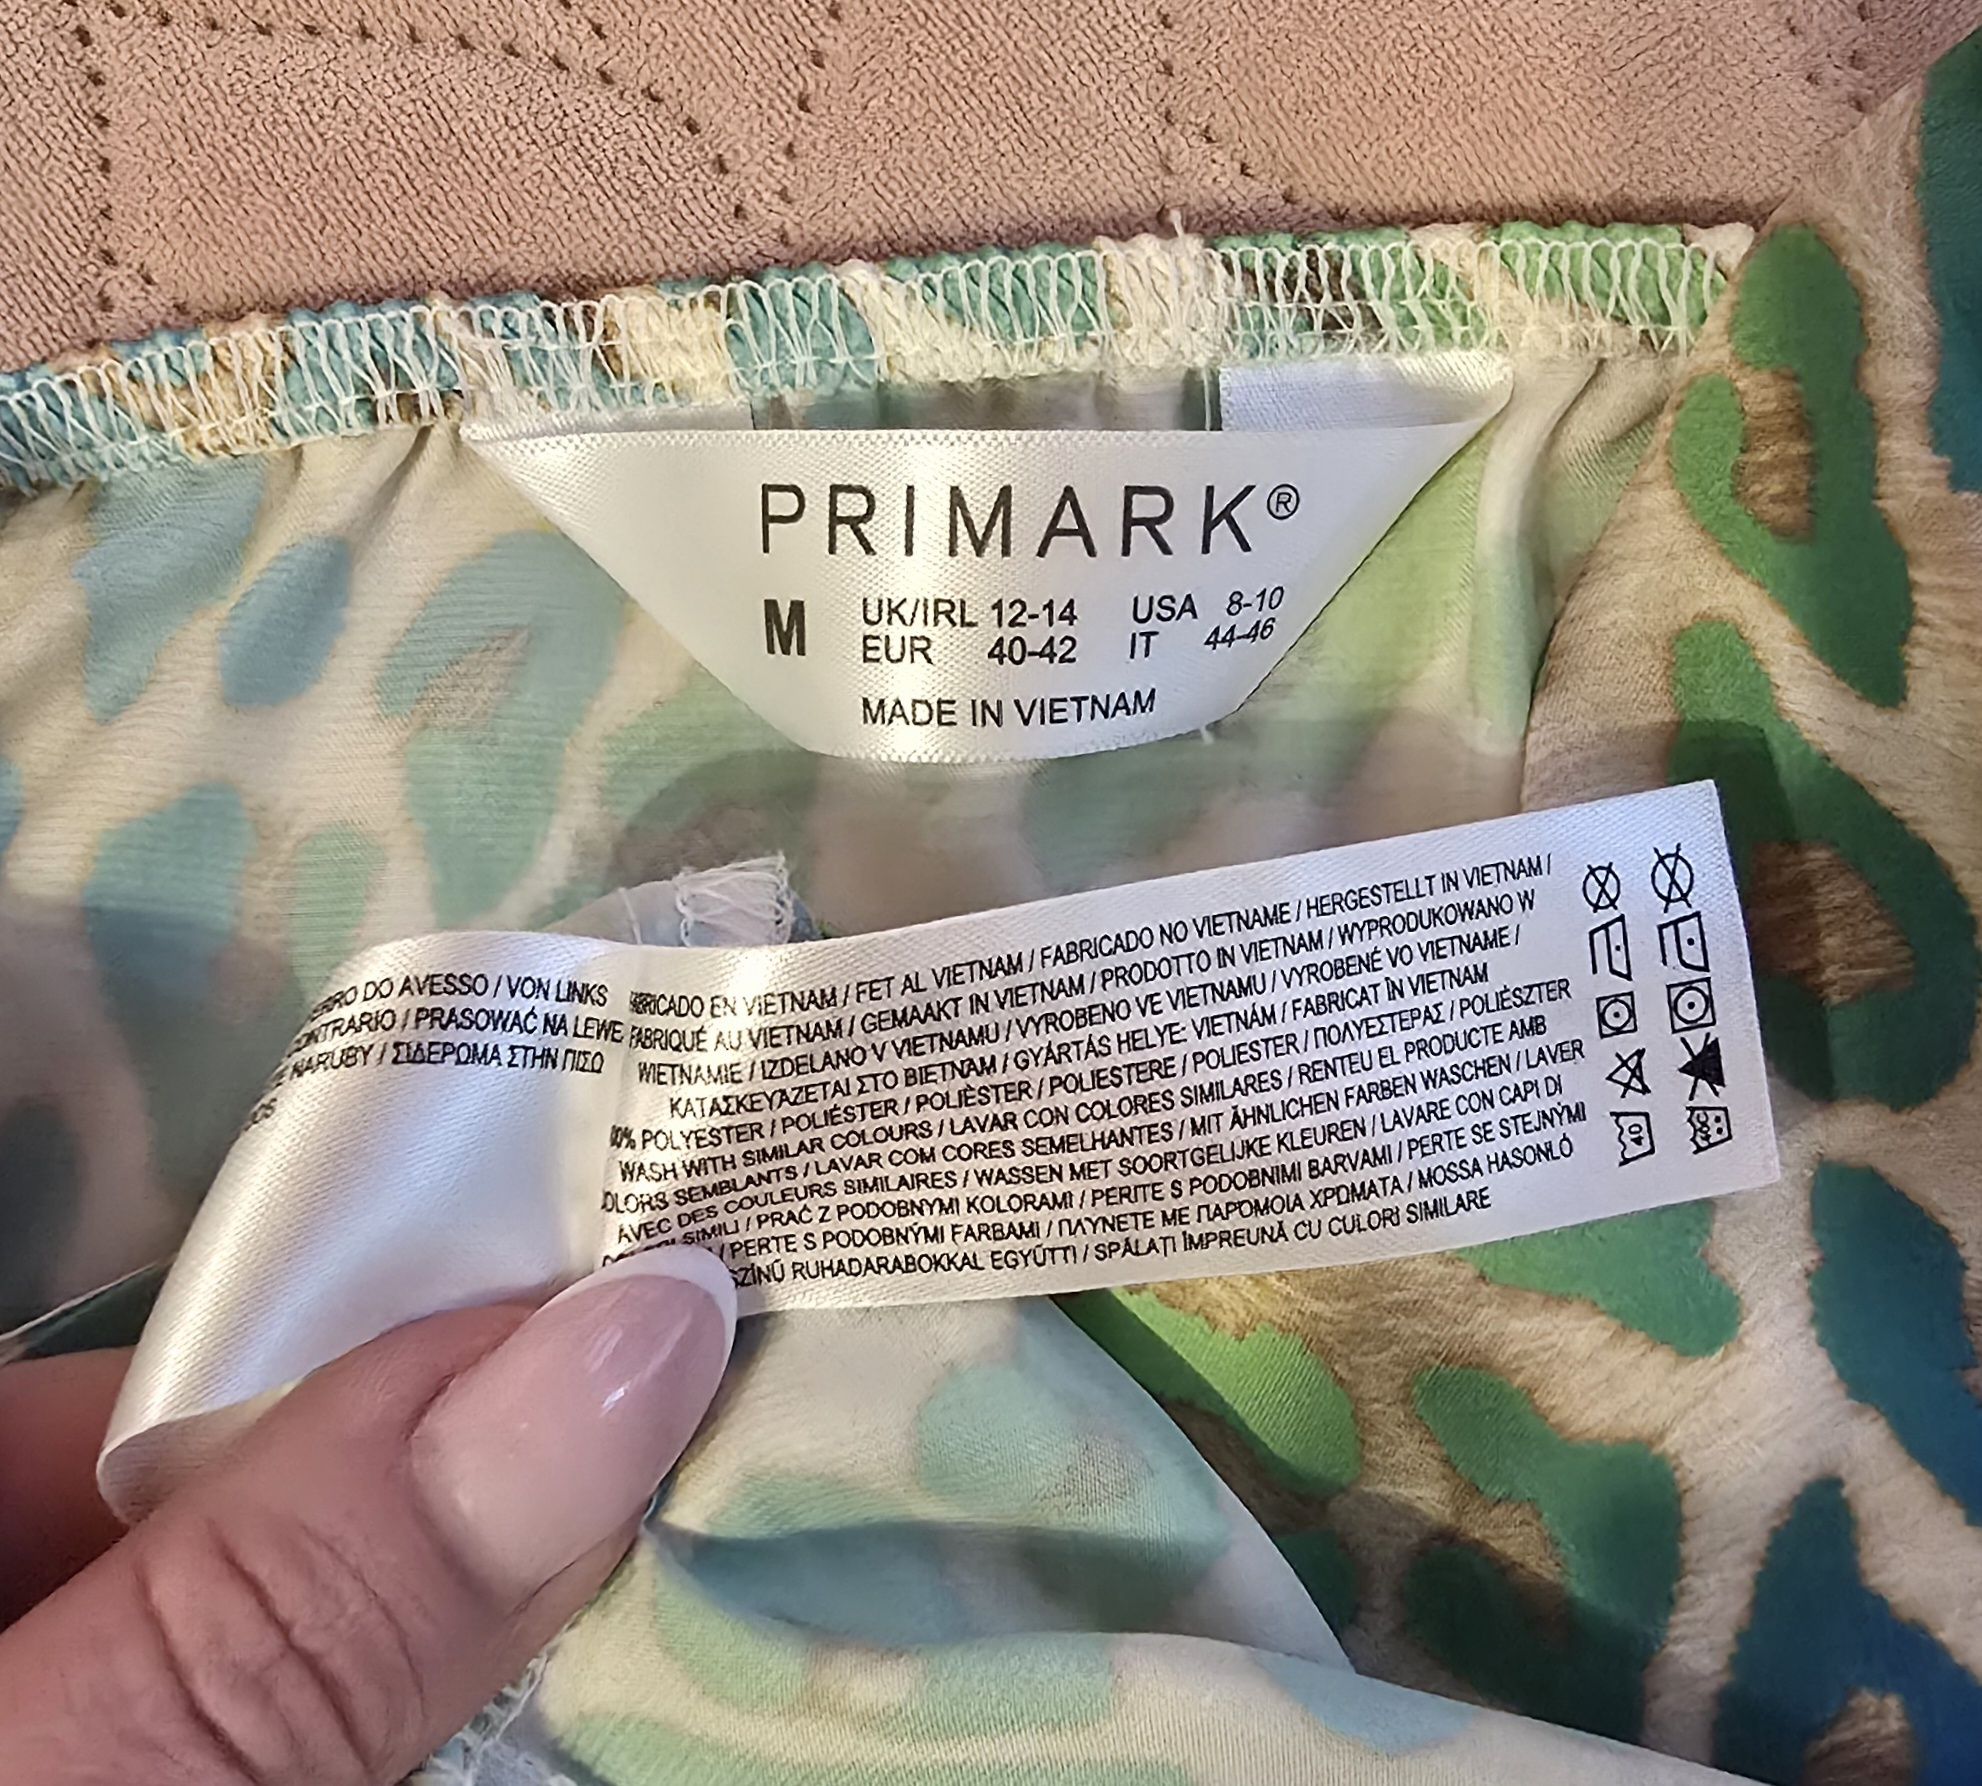 PRIMARK®
M UK/IRL 12-14 USA 8-10
EUR 40-42 IT 44-46
MADE IN VIETNAM
DO AVESSO / VON LINKS
/ PRASOWAĆ NA LEWE
NARUBY / ΣΙΔΕΡΩΜΑ ΣΤΗΝ ΠΙΣΩ
EN VIETNAM / FET AL VIETNAM / FABRICADO NO VIETNAME / HERGESTELLT IN VIETNAM /
FABRIQUÉ AU VIETNAM / GEMAAKT IN VIETNAM / PRODOTTO IN VIETNAM / WYPRODUKOWANO W
WIETNAMIE / IZDELANO V VIETNAMU / VYROBENO VE VIETNAMU / VYROBENÉ VO VIETNAME /
ΚΑΤΑΣΚΕΥΆΖΕΤΑΙ ΣΤΟ ΒΙΕΤΝΑΜ / GYÁRTÁS HELYE: VIETNÁM / FABRICAT ÎN VIETNAM
POLYESTER / POLIÉSTER / POLIÈSTER / POLIESTERE / POLIESTER / ΠΟΛΥΕΣΤΕΡΑΣ / POLIÉSZTER
WASH WITH SIMILAR COLOURS / LAVAR CON COLORES SIMILARES / RENTEU EL PRODUCTE AMB
SEMBLANTS / LAVAR COM CORES SEMELHANTES / MIT ÄHNLICHEN FARBEN WASCHEN / LAVER
AVEC DES COULEURS SIMILAIRES / WASSEN MET SOORTGELIJKE KLEUREN / LAVARE CON CAPI DI
SIMILI / PRAĆ Z PODOBNYMI KOLORAMI / PERITE S PODOBNIMI BARVAMI / PERTE SE STEJNÝMI
/ PERTE S PODOBNÝMI FARBAMI / ΠΛΥΝΕΤΕ ΜΕ ΠΑΡΌΜΟΙΑ ΧΡΩΜΑΤΑ / MOSSA HASONLÓ
SZÍNŰ RUHADARABOKKAL EGYÜTT / SPĂLAȚI ÎMPREUNĂ CU CULORI SIMILARE
40